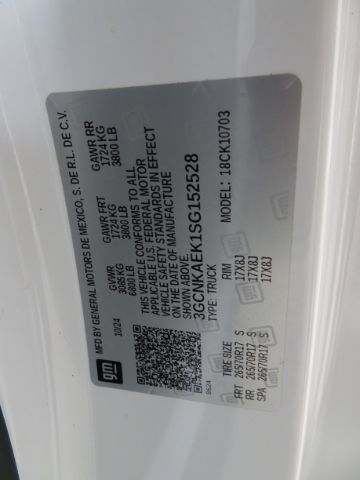 gm
MFD BY GENERAL MOTORS DE MEXICO, S. DE R.L. DE C.V.
10/24 GVWR GAWR FRT GAWR RR
3085 KG 1724 KG 1724 KG
6800 LB 3800 LB 3800 LB
THIS VEHICLE CONFORMS TO ALL
APPLICABLE U.S. FEDERAL MOTOR
VEHICLE SAFETY STANDARDS IN EFFECT
ON THE DATE OF MANUFACTURE
SHOWN ABOVE.
3GCNKAEK1SG152528
TYPE: TRUCK MODEL: 18CK10703
TIRE SIZE RIM
FRT 265/70R17 S 17X8J
RR 265/70R17 S 17X8J
SPA 265/70R17 S 17X8J